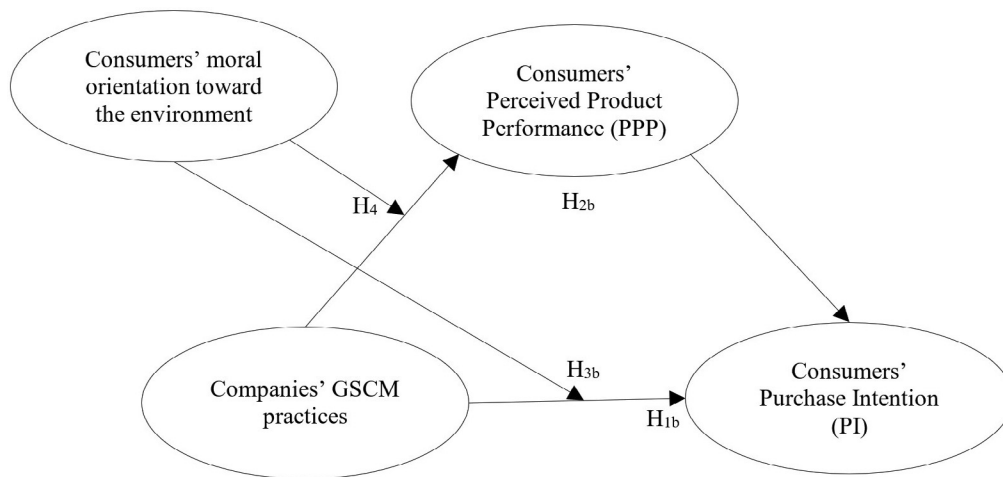 Consumers’ moral
orientation toward
the environment
Consumers’
Perceived Product
Performance (PPP)
H4
H2b
Companies’ GSCM
practices
H3b
H1b
Consumers’
Purchase Intention
(PI)